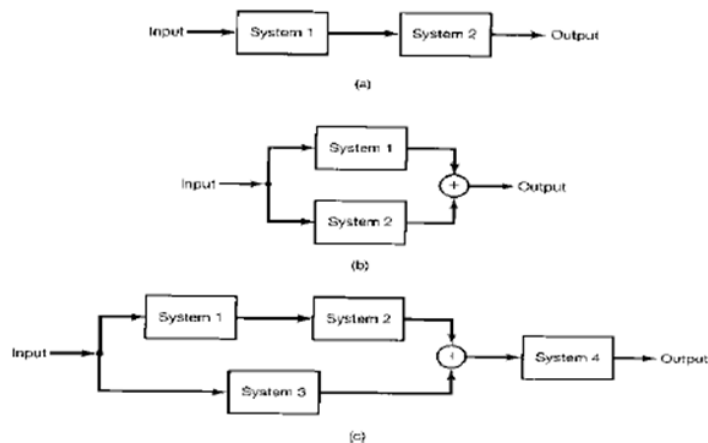 Input System 1 System 2 Output
(a)
System 1
Input + Output
System 2
(b)
System 1 System 2
Input + System 4 Output
System 3
(c)